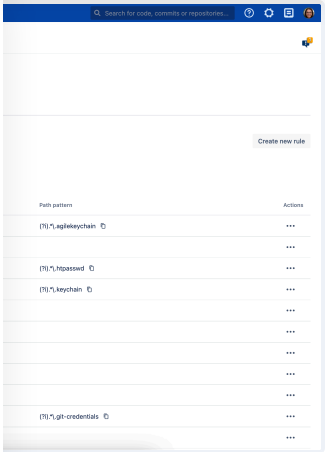 Search for code, commits or repositories...
Create new rule
Path pattern Actions
(?i).*\.agilekeychain
(?i).*\.htpasswd
(?i).*\.keychain
(?i).*\.git-credentials